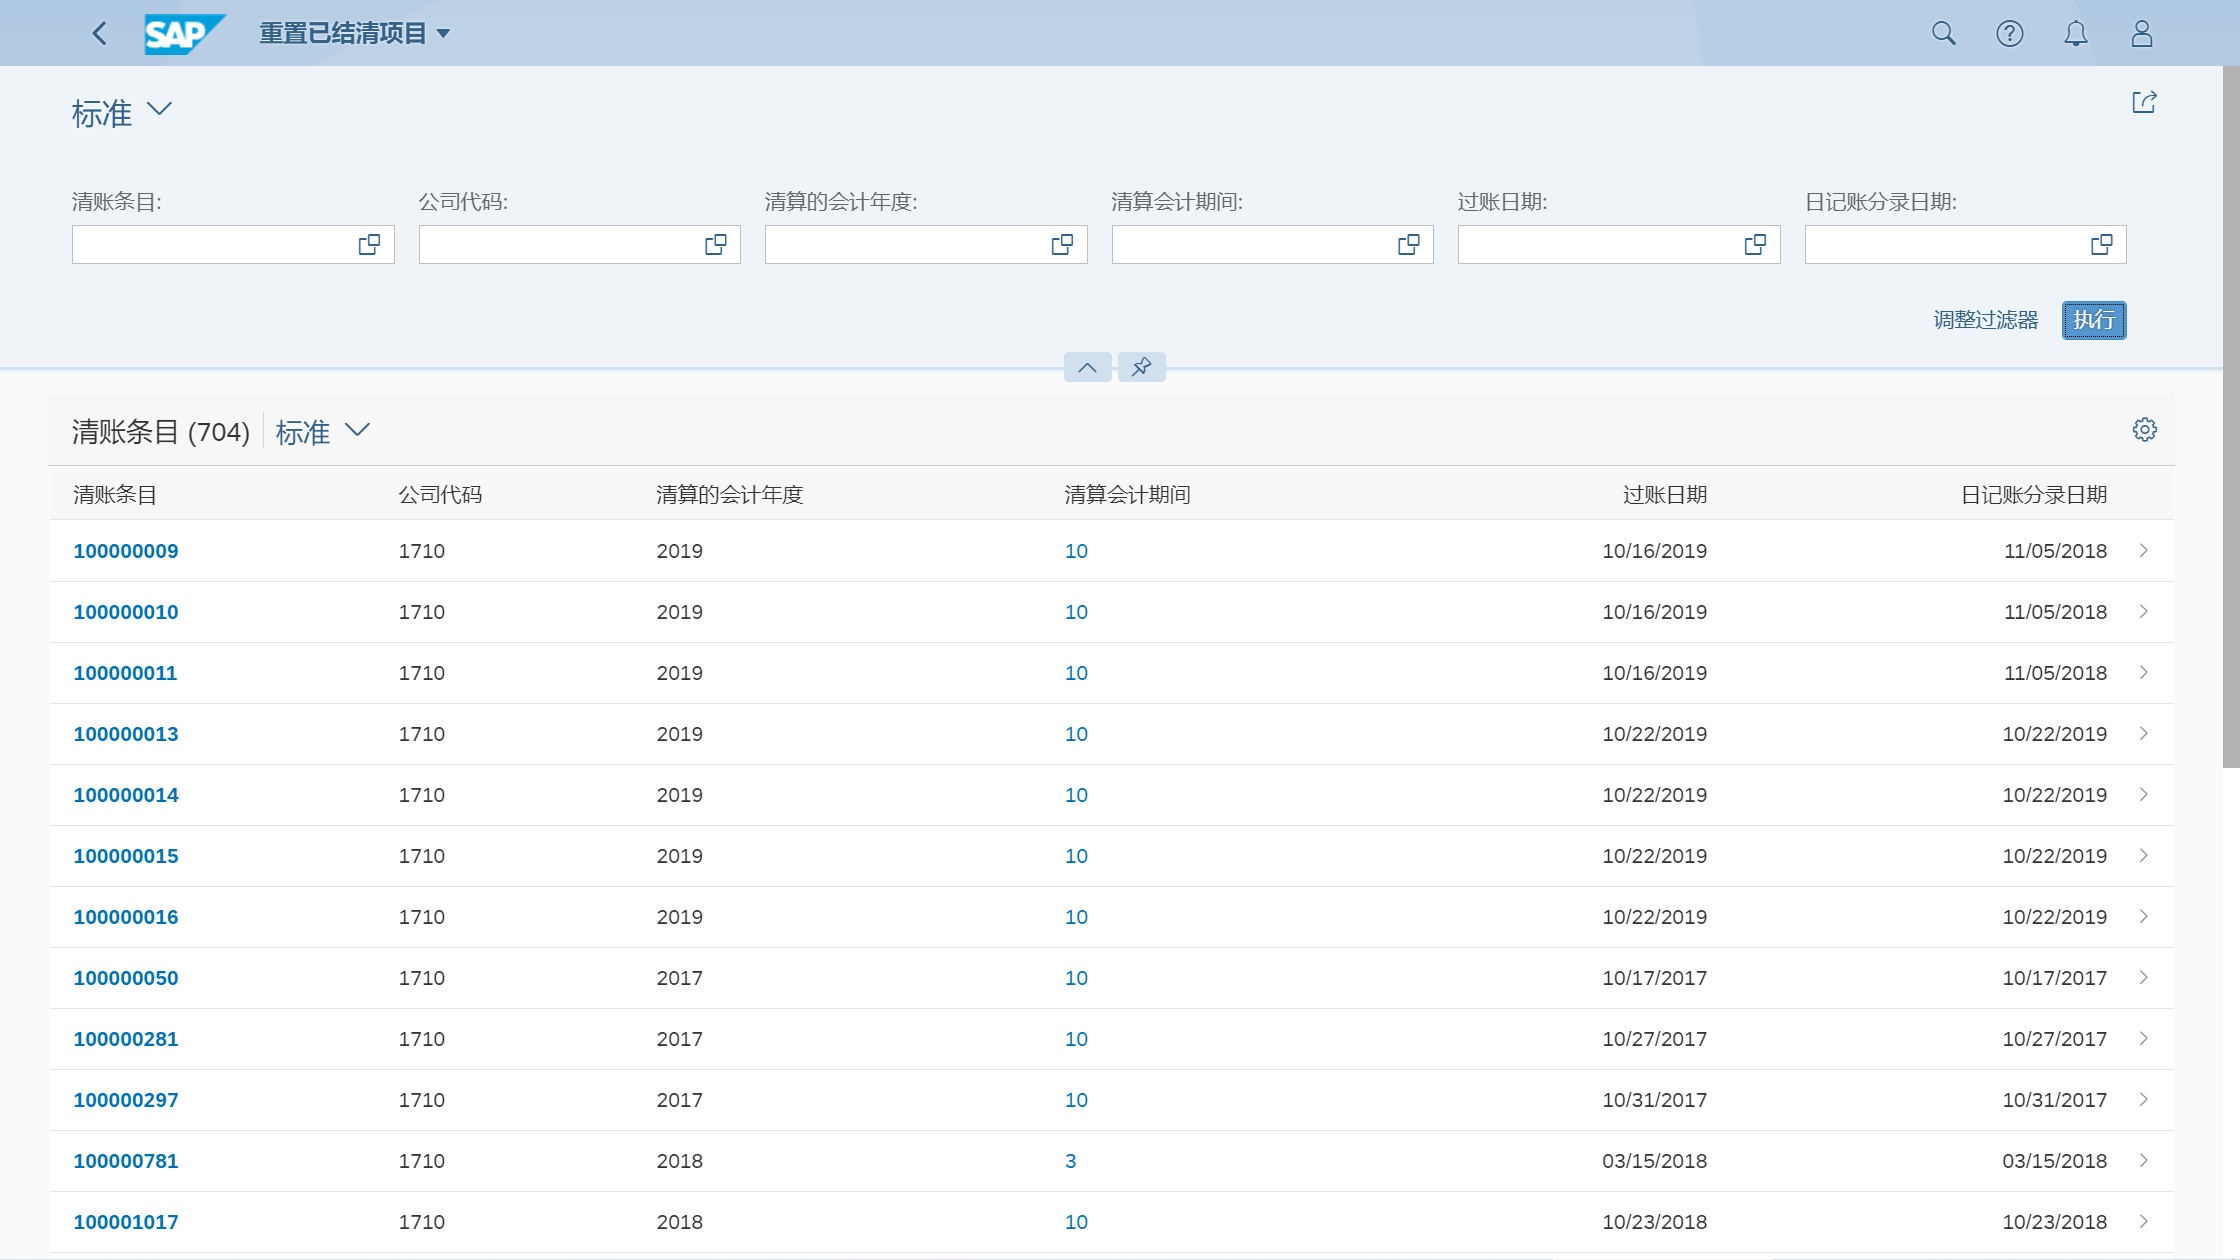 SAP 重置已结清项目
标准
清账条目: 公司代码: 清算的会计年度: 清算会计期间: 过账日期: 日记账分录日期:
调整过滤器 执行
清账条目 (704) 标准
清账条目 公司代码 清算的会计年度 清算会计期间 过账日期 日记账分录日期
100000009 1710 2019 10 10/16/2019 11/05/2018
100000010 1710 2019 10 10/16/2019 11/05/2018
100000011 1710 2019 10 10/16/2019 11/05/2018
100000013 1710 2019 10 10/22/2019 10/22/2019
100000014 1710 2019 10 10/22/2019 10/22/2019
100000015 1710 2019 10 10/22/2019 10/22/2019
100000016 1710 2019 10 10/22/2019 10/22/2019
100000050 1710 2017 10 10/17/2017 10/17/2017
100000281 1710 2017 10 10/27/2017 10/27/2017
100000297 1710 2017 10 10/31/2017 10/31/2017
100000781 1710 2018 3 03/15/2018 03/15/2018
100001017 1710 2018 10 10/23/2018 10/23/2018